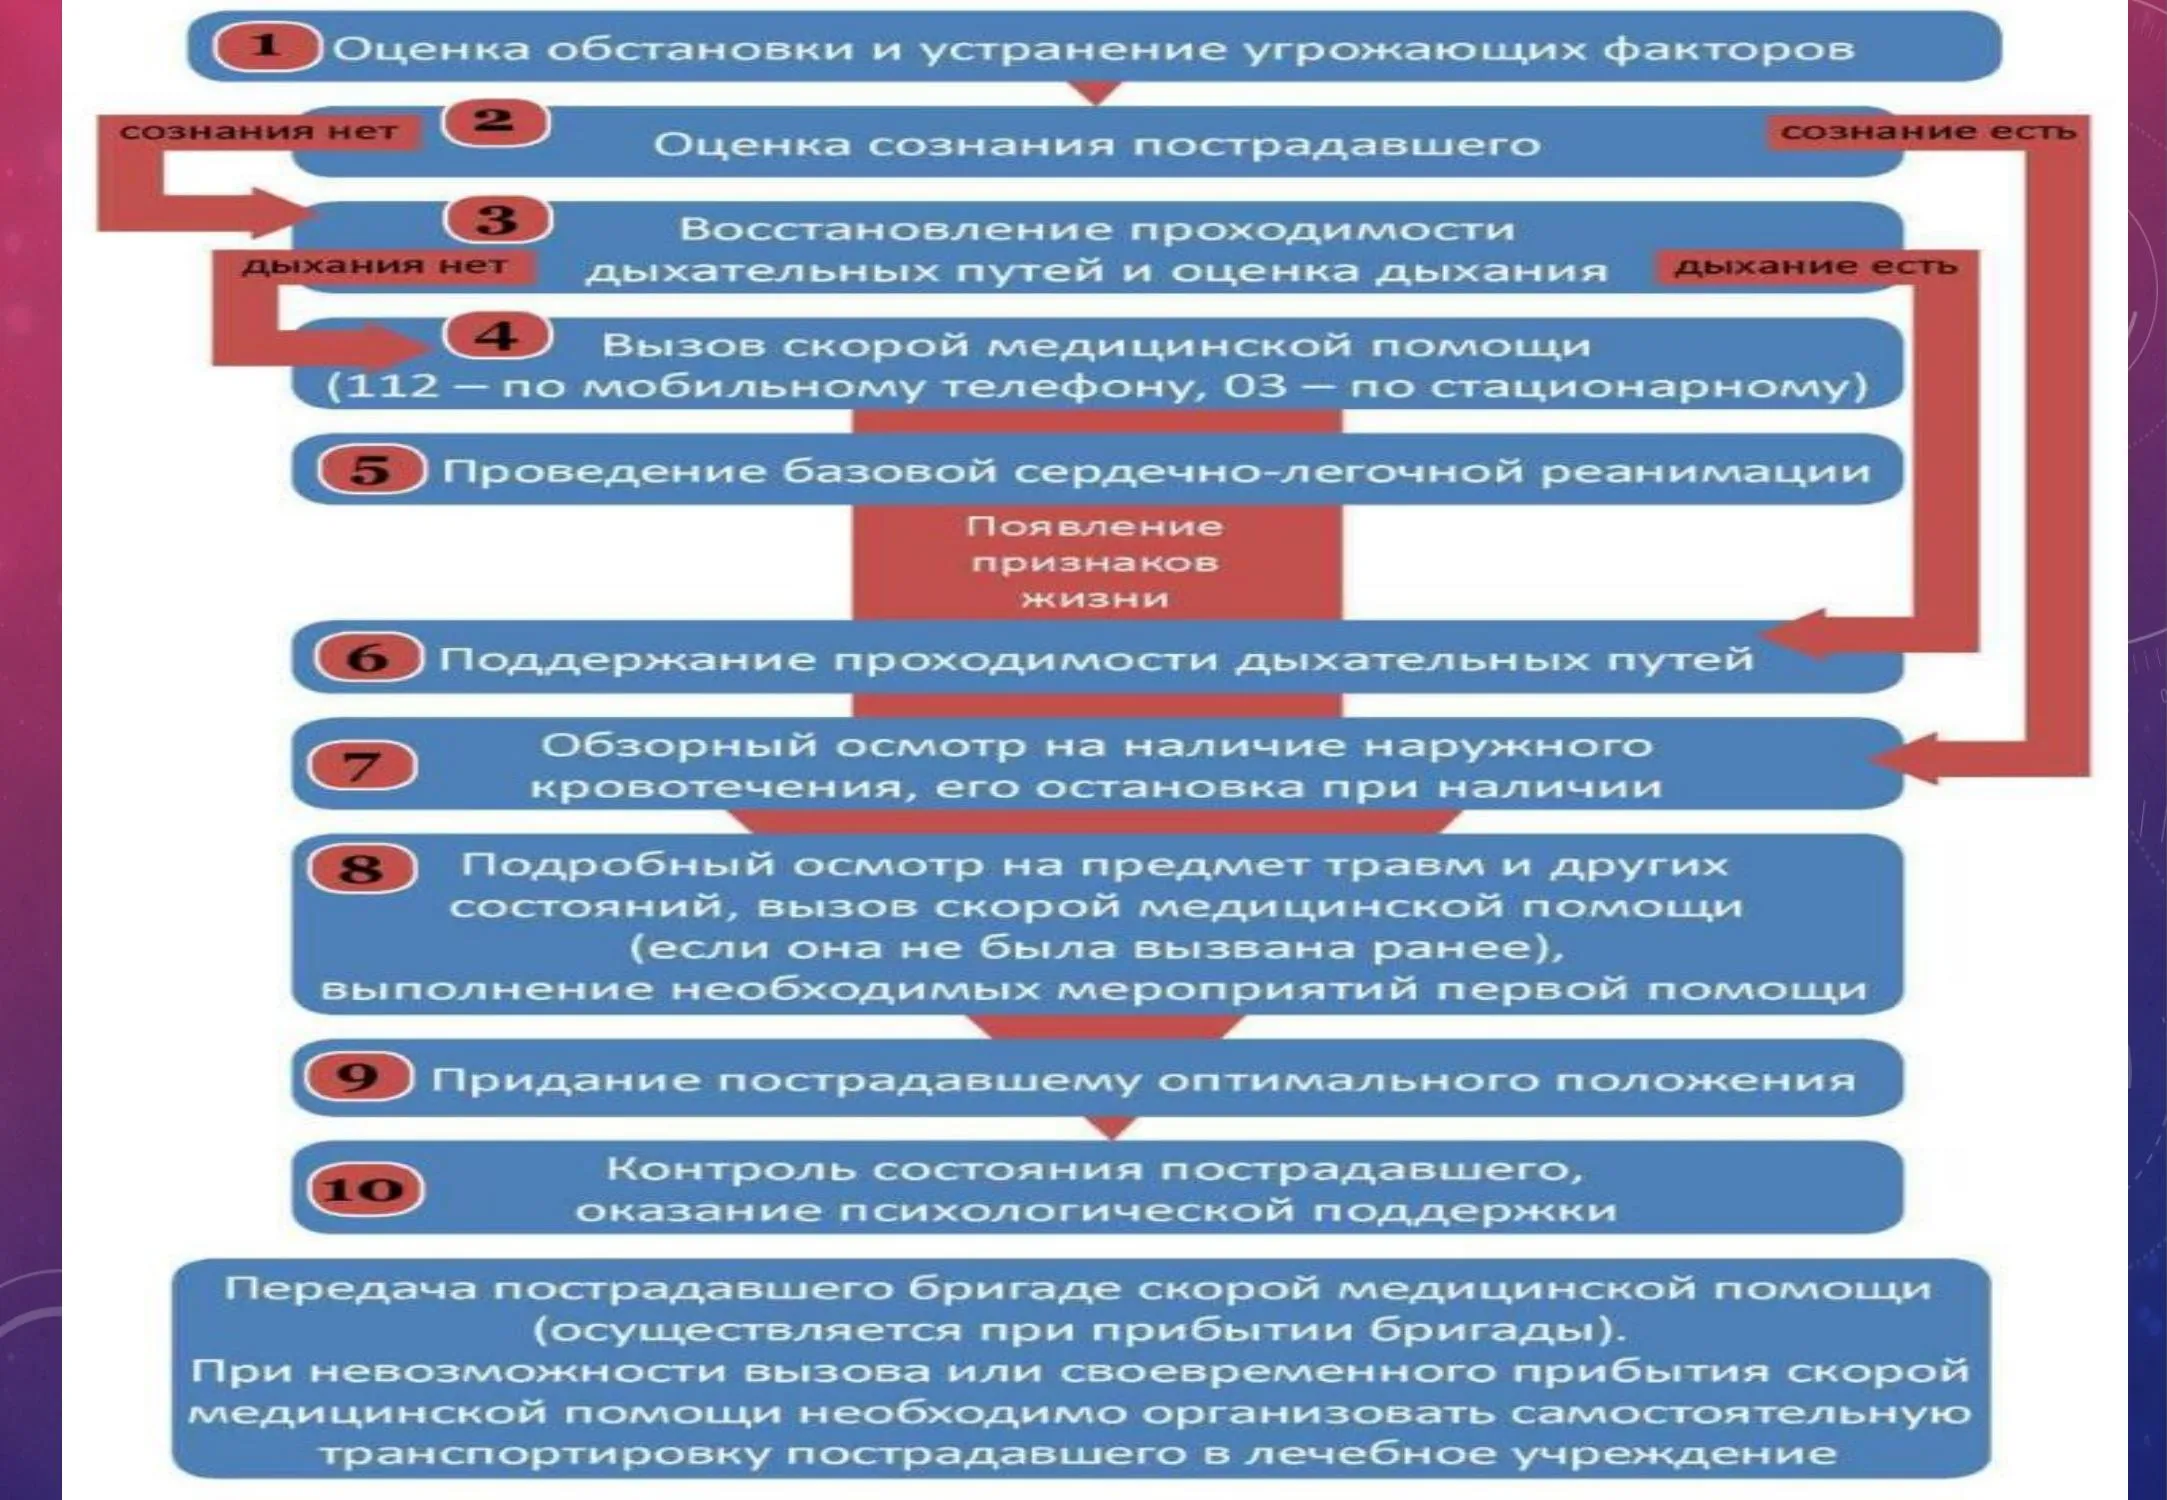 1 Оценка обстановки и устранение угрожающих факторов
2
сознания нет
Оценка сознания пострадавшего
сознание есть
3
Восстановление проходимости
дыхательных путей и оценка дыхания
дыхания нет
дыхание есть
4
Вызов скорой медицинской помощи
(112 – по мобильному телефону, 03 – по стационарному)
5 Проведение базовой сердечно-легочной реанимации
Появление
признаков
жизни
6 Поддержание проходимости дыхательных путей
7
Обзорный осмотр на наличие наружного
кровотечения, его остановка при наличии
8
Подробный осмотр на предмет травм и других
состояний, вызов скорой медицинской помощи
(если она не была вызвана ранее),
выполнение необходимых мероприятий первой помощи
9 Придание пострадавшему оптимального положения
10
Контроль состояния пострадавшего,
оказание психологической поддержки
Передача пострадавшего бригаде скорой медицинской помощи
(осуществляется при прибытии бригады).
При невозможности вызова или своевременного прибытия скорой
медицинской помощи необходимо организовать самостоятельную
транспортировку пострадавшего в лечебное учреждение